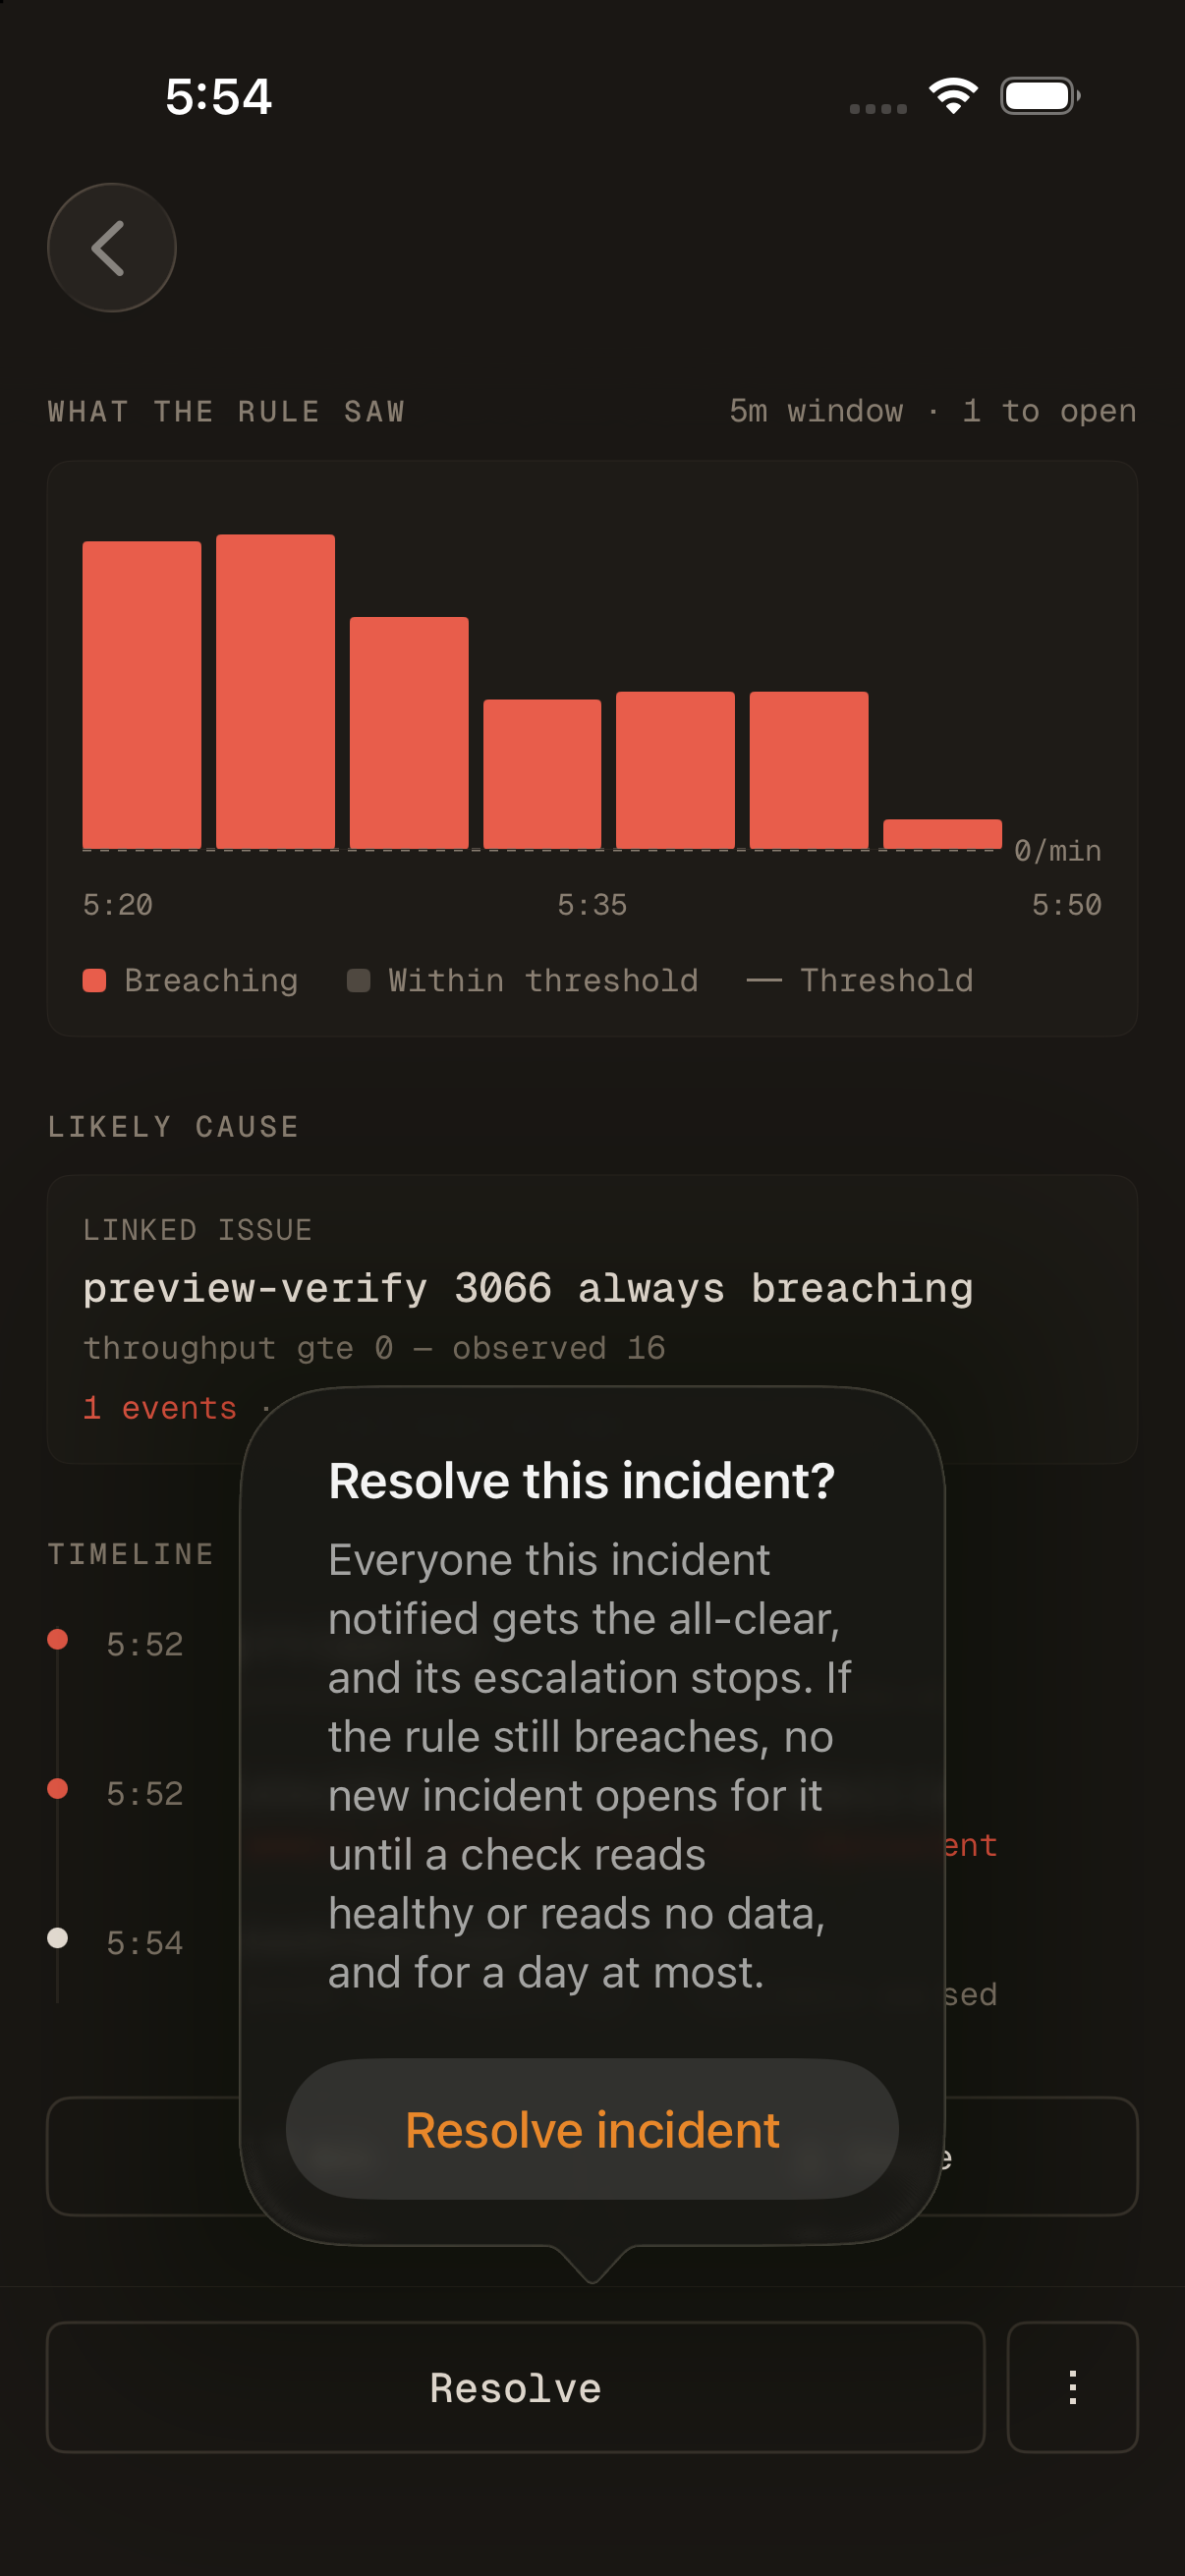 5:54
WHAT THE RULE SAW 5m window · 1 to open
0/min
5:20 5:35 5:50
Breaching Within threshold Threshold
LIKELY CAUSE
LINKED ISSUE
preview-verify 3066 always breaching
throughput gte 0 — observed 16
1 events ·
Resolve this incident?
Everyone this incident
notified gets the all-clear,
and its escalation stops. If
the rule still breaches, no
new incident opens for it
until a check reads
healthy or reads no data,
and for a day at most.
Resolve incident
TIMELINE
5:52
5:52
ent
5:54
sed
e
Resolve